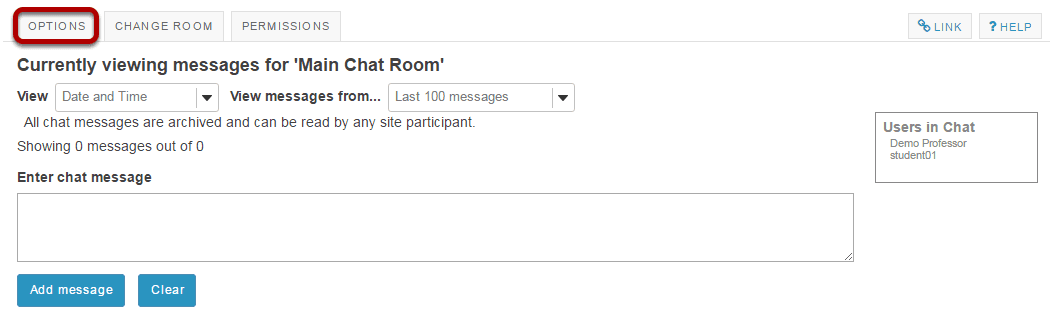 OPTIONS CHANGE ROOM PERMISSIONS LINK ? HELP
Currently viewing messages for 'Main Chat Room'
View Date and Time View messages from... Last 100 messages
All chat messages are archived and can be read by any site participant.
Showing 0 messages out of 0
Users in Chat
Demo Professor
student01
Enter chat message
Add message Clear